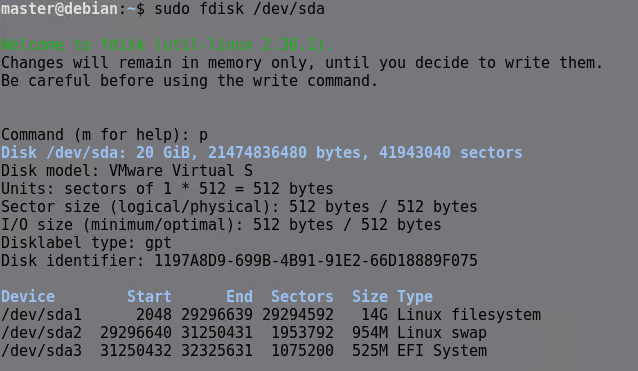 master@debian:~$ sudo fdisk /dev/sda
Welcome to fdisk (util-linux 2.36.1).
Changes will remain in memory only, until you decide to write them.
Be careful before using the write command.
Command (m for help): p
Disk /dev/sda: 20 GiB, 21474836480 bytes, 41943040 sectors
Disk model: VMware Virtual S
Units: sectors of 1 * 512 = 512 bytes
Sector size (logical/physical): 512 bytes / 512 bytes
I/O size (minimum/optimal): 512 bytes / 512 bytes
Disklabel type: gpt
Disk identifier: 1197A8D9-699B-4B91-91E2-66D18889F075
Device Start End Sectors Size Type
/dev/sda1 2048 29296639 29294592 14G Linux filesystem
/dev/sda2 29296640 31250431 1953792 954M Linux swap
/dev/sda3 31250432 32325631 1075200 525M EFI System